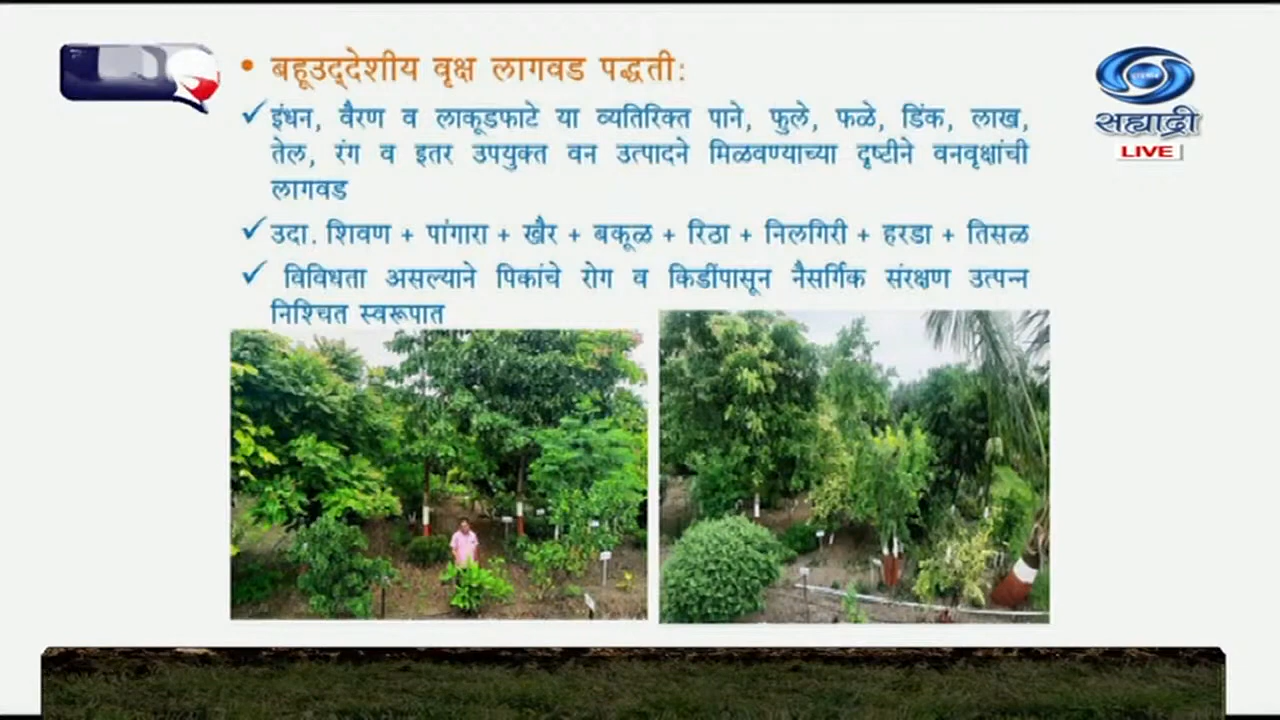 • बहूउद्देशीय वृक्ष लागवड पद्धती:
✓ इंधन, वैरण व लाकूडफाटे या व्यतिरिक्त पाने, फुले, फळे, डिंक, लाख,
तेल, रंग व इतर उपयुक्त वन उत्पादने मिळवण्याच्या दृष्टीने वनवृक्षांची
लागवड
✓ उदा. शिवण + पांगारा + खैर + बकूळ + रिठा + निलगिरी + हरडा + तिसळ
✓ विविधता असल्याने पिकांचे रोग व किडींपासून नैसर्गिक संरक्षण उत्पन्न
निश्चित स्वरूपात
सह्याद्री
LIVE